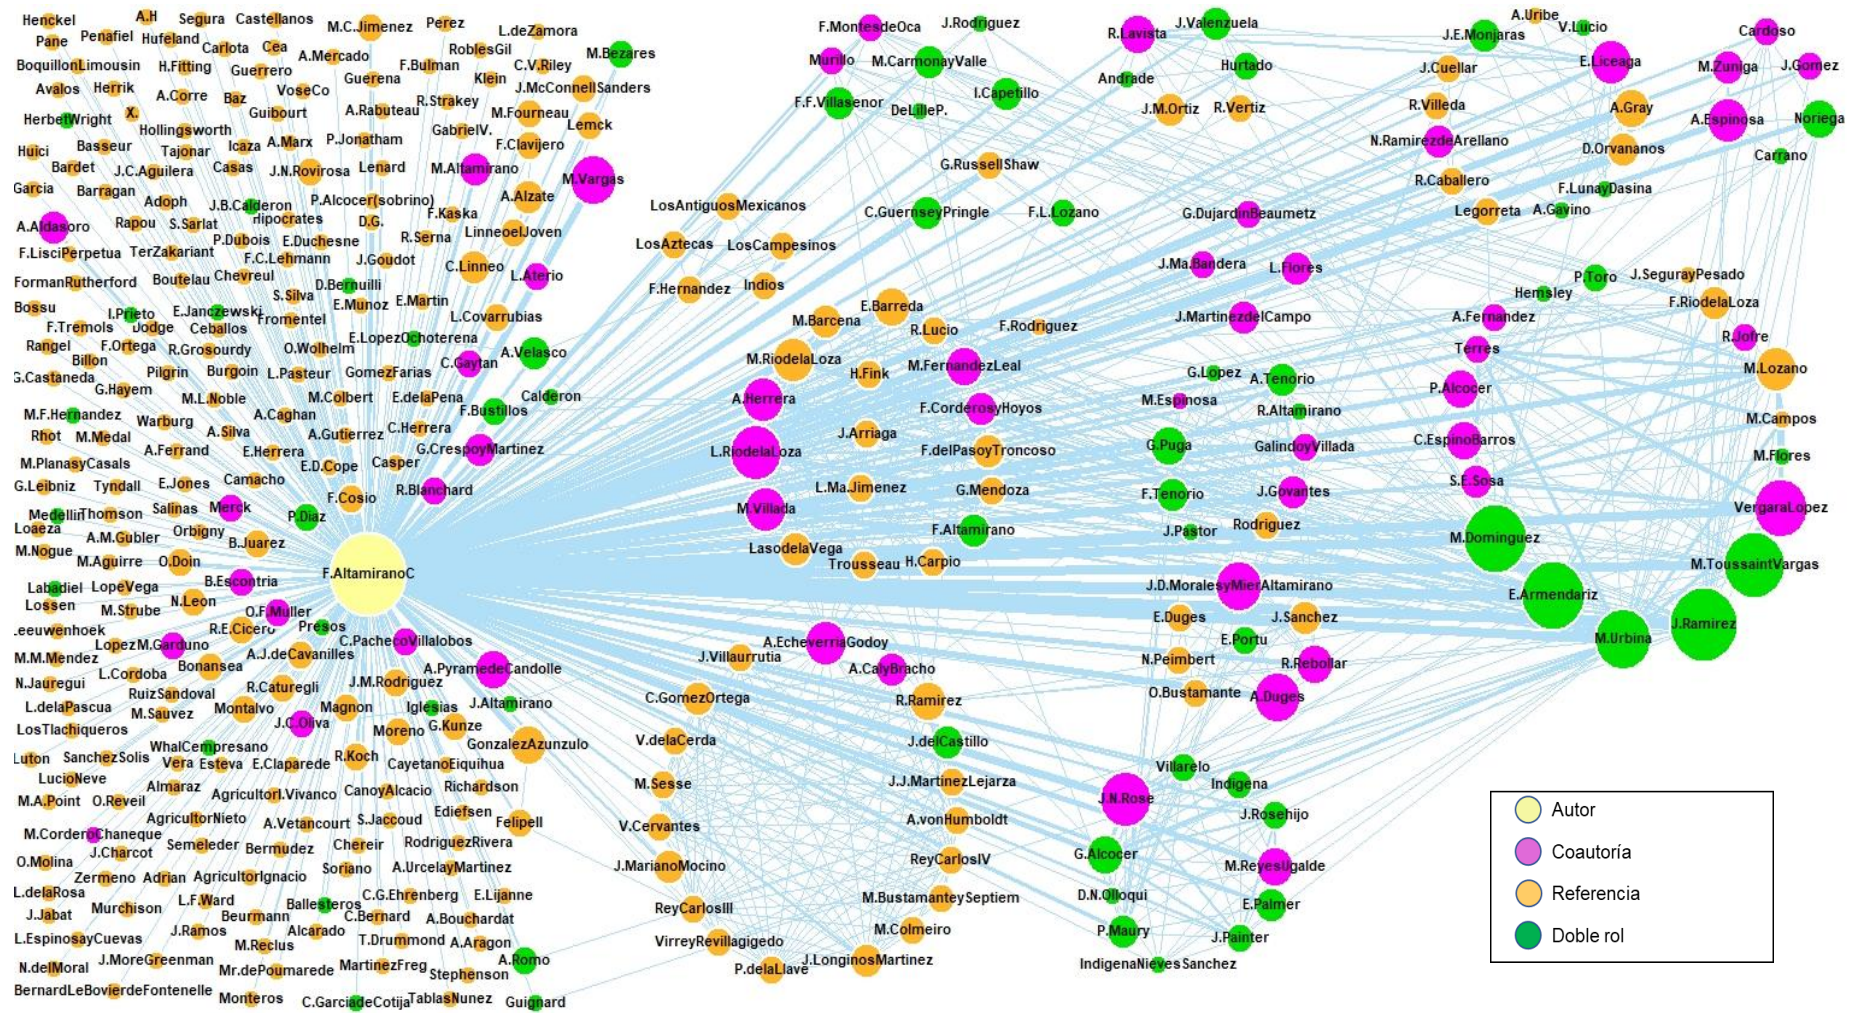 Henckel
A.H
Segura
Castellanos
M.C.Jimenez
Perez
L.deZamora
Pane
Penafiel
Hufeland
Carlota
Cea
A.Mercado
RoblesGil
M.Bezares
BoquillonLimousin
H.Fitting
Guerrero
Guerena
F.Bulman
C.V.Riley
Klein
Avalos
Herrik
A.Corre
Baz
VoseCo
A.Rabuteau
R.Strakey
J.McConnellSanders
HerbetWright
X.
Hollingsworth
Guibourt
P.Jonatham
GabrielV.
M.Fourneau
Lemck
Huici
Basseur
Tajonar
Icaza
A.Marx
F.Clavijero
Bardet
J.C.Aguilera
Casas
J.N.Rovirosa
Lenard
M.Altamirano
M.Vargas
Garcia
Barragan
Adoph
J.B.Calderon
P.Alcocer(sobrino)
A.Alzate
A.Aldasoro
Rapou
S.Sarlat
Hipocrates
D.G.
F.Kaska
LinneoelJoven
F.LisciPerpetua
TerZakariant
P.Dubois
E.Duchesne
R.Serna
FormanRutherford
Boutelau
F.C.Lehmann
Chevreul
J.Goudot
C.Linneo
L.Aterio
D.Bernuilli
Bossu
I.Prieto
E.Janczewski
S.Silva
E.Munoz
E.Martin
L.Covarrubias
F.Tremols
Dodge
Ceballos
Fromentel
Rangel
F.Ortega
R.Grosourdy
O.Wolhelm
E.LopezOchoterena
A.Velasco
Billon
Pilgrin
Burgoin
L.Pasteur
GomezFarias
C.Gaytan
G.Castaneda
G.Hayem
M.L.Noble
M.Colbert
E.delaPena
Calderon
M.F.Hernandez
Warburg
A.Caghan
F.Bustillos
Rhot
M.Medal
A.Silva
A.Gutierrez
C.Herrera
A.Ferrand
E.Herrera
G.CrespoyMartinez
M.PlanasyCasals
E.D.Cope
Casper
G.Leibniz
Tyndall
E.Jones
Camacho
F.Cosio
R.Blanchard
Medellin
Thomson
Salinas
Merck
P.Diaz
Loaeza
A.M.Gubler
Orbigny
B.Juarez
M.Nogue
M.Aguirre
O.Doin
F.AltamiranoC
Labadiel
LopeVega
B.Escontria
Lossen
M.Strube
N.Leon
O.F.Muller
eeuwenhoek
Lopez
M.Garduno
R.E.Cicero
Presos
C.PachecoVillalobos
M.M.Mendez
L.Cordoba
Bonansea
A.J.deCavanilles
A.PyramedeCandolle
N.Jauregui
RuizSandoval
R.Caturegli
J.M.Rodriguez
L.delaPascua
M.Sauvez
Montalvo
Magnon
Iglesias
J.Altamirano
LosTlachiqueros
J.C.Oliva
Moreno
G.Kunze
GonzalezAzunzulo
Luton
SanchezSolis
WhalCempresano
Vera
Esteva
E.Claparede
R.Koch
CayetanoEiquihua
LucioNeve
Almaraz
AgricultorI.Vivanco
CanoyAlcacio
Richardson
M.A.Point
O.Reveil
AgricultorNieto
A.Vetancourt
S.Jaccoud
Ediefsen
Felipell
M.CorderoChaneque
J.Charcot
Semeleder
Bermudez
Chereir
RodriguezRivera
O.Molina
Zermeno
Adrian
AgricultorIgnacio
Soriano
A.UrcelayMartinez
L.delaRosa
L.F.Ward
Ballesteros
C.G.Ehrenberg
E.Lijanne
J.Jabat
Murchison
Beurmann
C.Bernard
A.Bouchardat
L.EspinosayCuevas
J.Ramos
M.Reclus
Alcarado
T.Drummond
A.Aragon
N.delMoral
J.MoreGreenman
Mr.dePoumarede
MartinezFreg
Stephenson
A.Romo
BernardLeBovierdeFontenelle
Monteros
C.GarciadeCotija
TablasNunez
Guignard
F.MontesdeOca
J.Rodriguez
Murillo
M.CarmonayValle
I.Capetillo
F.F.Villasenor
DeLilleP.
G.RussellShaw
LosAntiguosMexicanos
C.GuernseyPringle
F.L.Lozano
LosAztecas
LosCampesinos
F.Hernandez
Indios
E.Barreda
M.Barcena
R.Lucio
F.Rodriguez
M.RiodelaLoza
H.Fink
M.FernandezLeal
A.Herrera
F.CorderosyHoyos
J.Arriaga
L.RiodelaLoza
F.delPasoyTroncoso
L.Ma.Jimenez
G.Mendoza
M.Villada
F.Altamirano
LasodelaVega
Trousseau
H.Carpio
A.EcheverriaGodoy
J.Villaurrutia
A.CalyBracho
C.GomezOrtega
R.Ramirez
V.delaCerda
J.delCastillo
M.Sesse
J.J.MartinezLejarza
V.Cervantes
A.vonHumboldt
J.MarianoMocino
ReyCarlosIV
ReyCarlosIII
M.BustamanteySeptiem
VirreyRevillagigedo
M.Colmeiro
P.delaLlave
J.LonginosMartinez
R.Lavista
J.Valenzuela
Andrade
Hurtado
J.M.Ortiz
R.Vertiz
G.DujardinBeaumetz
J.Ma.Bandera
L.Flores
J.MartinezdelCampo
G.Lopez
A.Tenorio
M.Espinosa
R.Altamirano
G.Puga
GalindoyVillada
F.Tenorio
J.Govantes
J.Pastor
Rodriguez
J.D.MoralesyMierAltamirano
E.Duges
J.Sanchez
E.Portu
N.Peimbert
R.Rebollar
O.Bustamante
A.Duges
Villarelo
Indigena
J.N.Rose
J.Rosehijo
G.Alcocer
M.ReyesUgalde
D.N.Olloqui
E.Palmer
P.Maury
J.Painter
IndigenaNievesSanchez
A.Uribe
V.Lucio
J.E.Monjaras
E.Liceaga
Cardoso
J.Cuellar
M.Zuniga
J.Gomez
R.Villeda
A.Gray
A.Espinosa
Noriega
N.RamirezdeArellano
D.Orvananos
Carrano
R.Caballero
F.LunayDasina
Legorreta
A.Gavino
P.Toro
J.SegurayPesado
Hemsley
F.RiodelaLoza
A.Fernandez
R.Jofre
Terres
M.Lozano
P.Alcocer
M.Campos
C.EspinoBarros
M.Flores
S.E.Sosa
VergaraLopez
M.Dominguez
M.ToussaintVargas
E.Armendariz
M.Urbina
J.Ramirez
Autor
Coautoría
Referencia
Doble rol